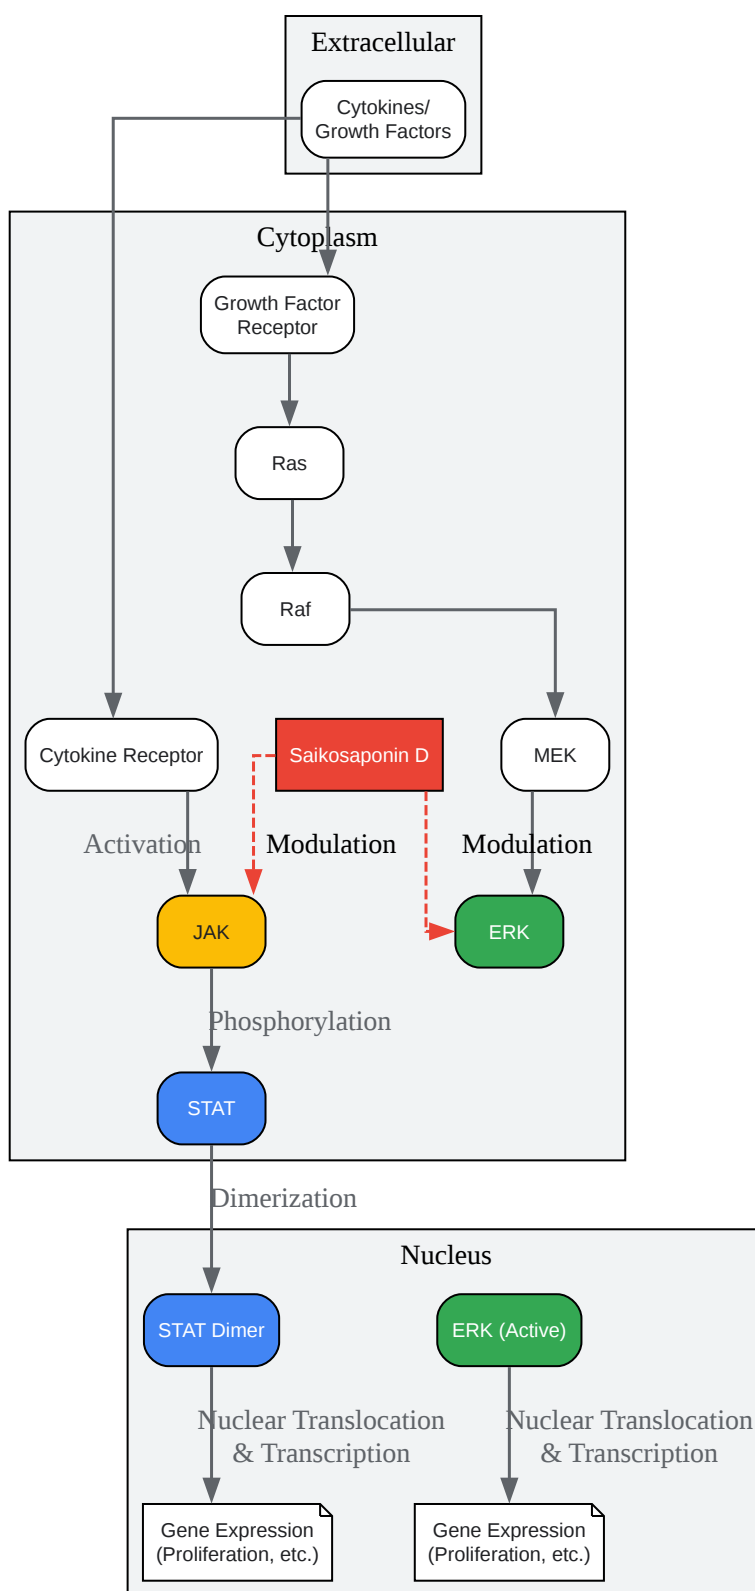 Extracellular
Cytokines/
Growth Factors
Cytoplasm
Growth Factor
Receptor
Ras
Raf
Cytokine Receptor
Saikosaponin D
MEK
Activation
Modulation
Modulation
JAK
ERK
Phosphorylation
STAT
Dimerization
Nucleus
STAT Dimer
ERK (Active)
Nuclear Translocation
& Transcription
Nuclear Translocation
& Transcription
Gene Expression
(Proliferation, etc.)
Gene Expression
(Proliferation, etc.)